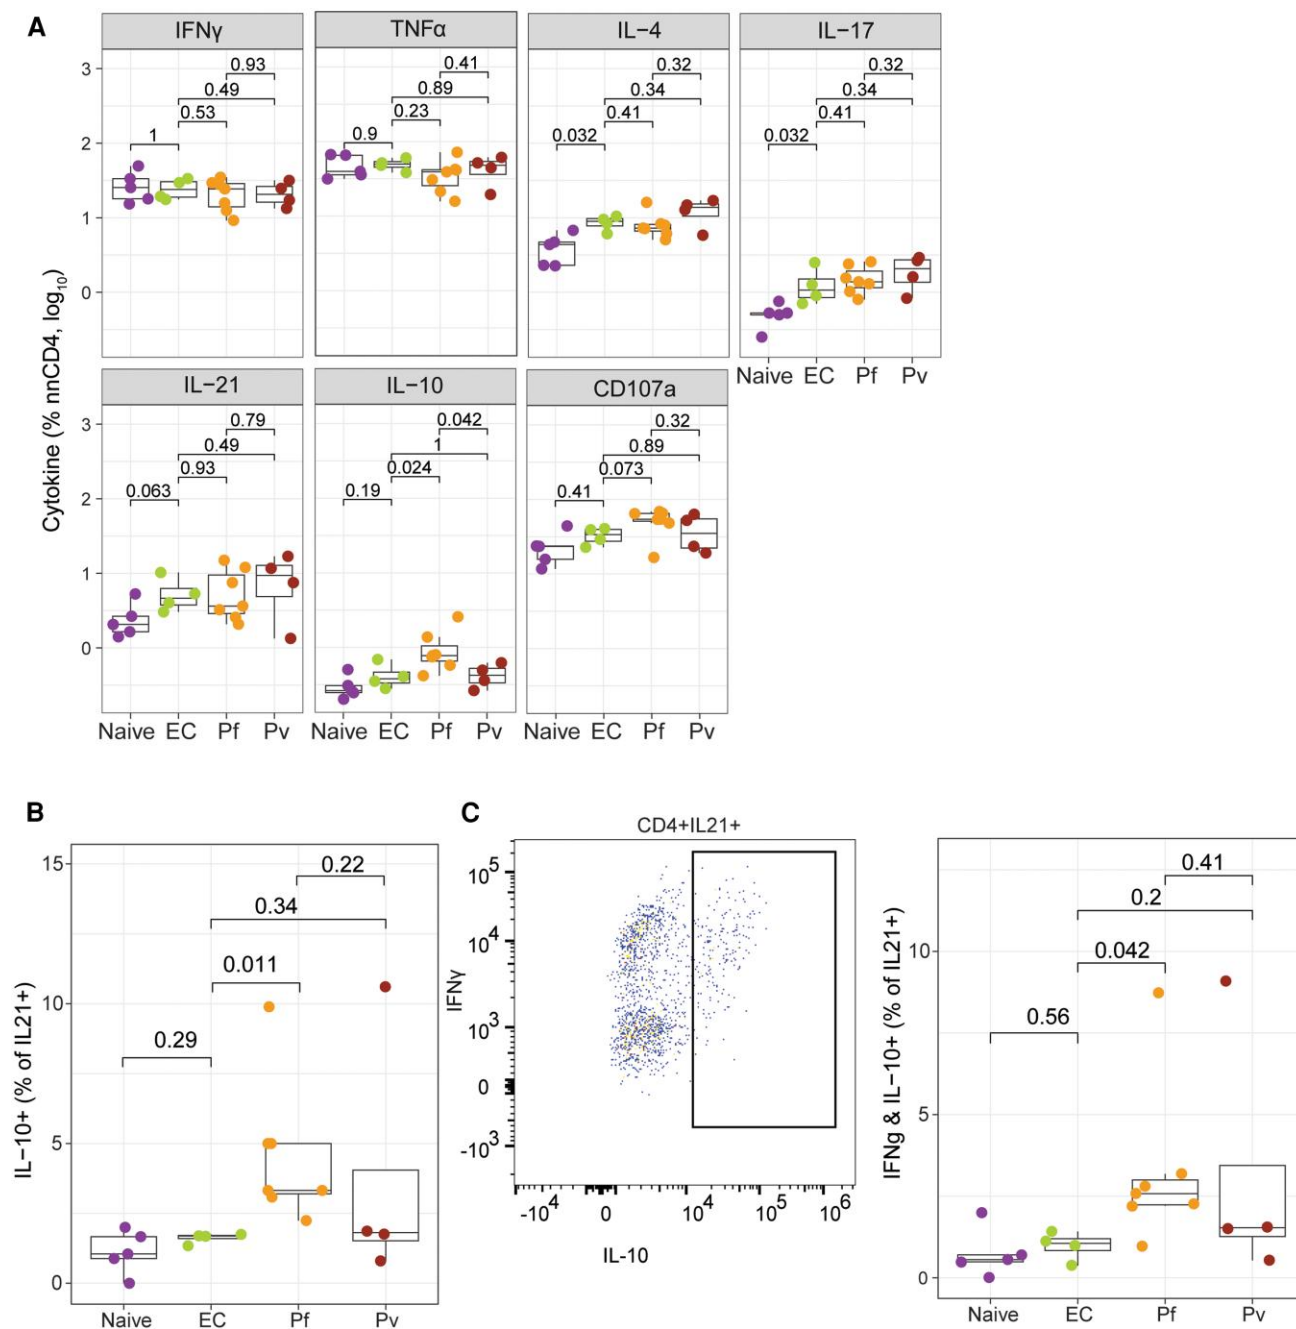 A
IFNγ
TNFα
IL−4
IL−17
Cytokine (% nnCD4, log10)
3
2
1
0
0.93
0.49
0.53
1
0.41
0.89
0.23
0.9
0.32
0.34
0.41
0.032
0.32
0.34
0.41
0.032
Naive EC Pf Pv
IL−21
IL−10
CD107a
3
2
1
0
0.79
0.49
0.93
0.063
0.042
1
0.024
0.19
0.32
0.89
0.073
0.41
Naive EC Pf Pv
Naive EC Pf Pv
Naive EC Pf Pv
B
IL−10+ (% of IL21+)
15
10
5
0
0.22
0.34
0.011
0.29
Naive EC Pf Pv
C
CD4+IL21+
IFNγ
10^5
10^4
10^3
0
-10^3
-10^4 0 10^4 10^5 10^6
IL-10
IFNg & IL−10+ (% of IL21+)
10
5
0
0.41
0.2
0.042
0.56
Naive EC Pf Pv